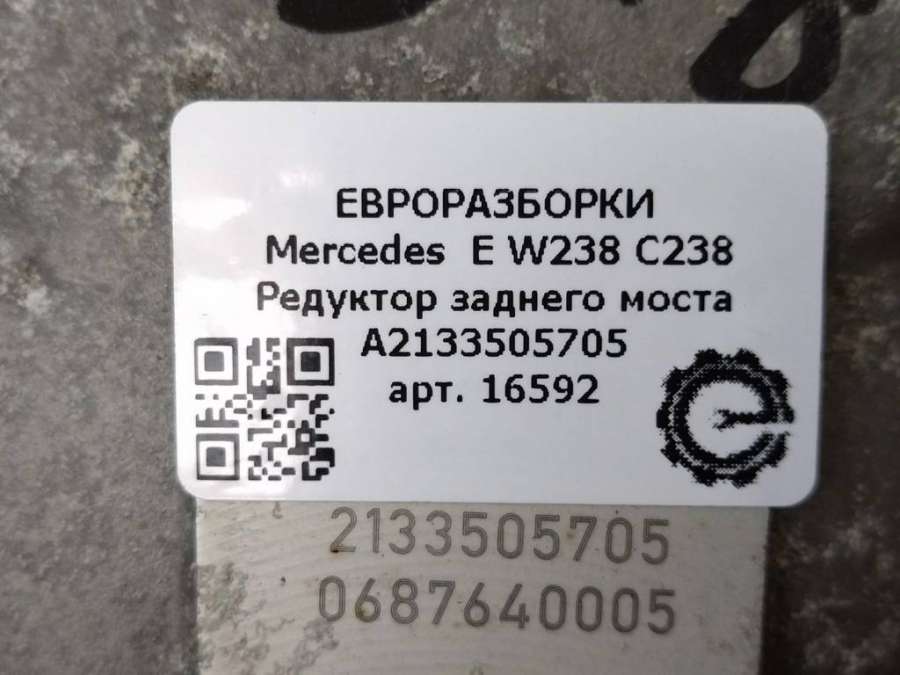 ЕВРОРАЗБОРКИ
Mercedes E W238 C238
Редуктор заднего моста
A2133505705
арт. 16592
2133505705
0687640005